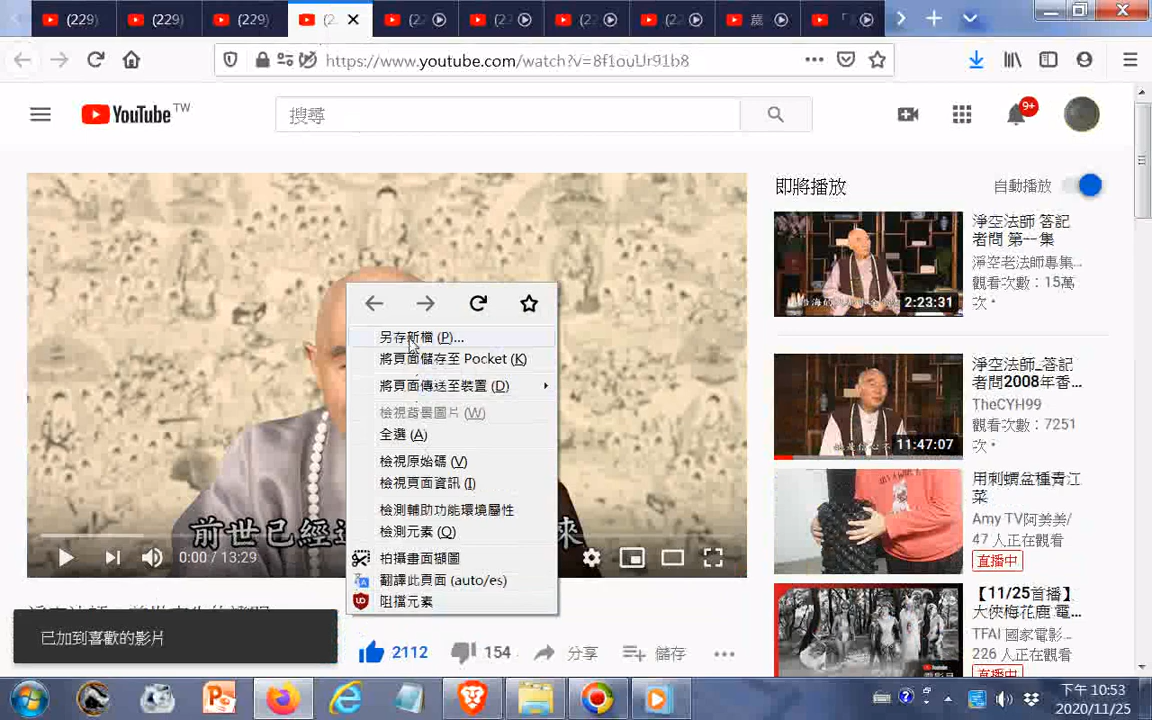 (229)
(229)
(229)
(2
(22
(22
(22
(22
https://www.youtube.com/watch?v=8f1ouUr91b8
YouTube TW
搜尋
9+
即將播放
自動播放
淨空法師 答記
者問 第一集
淨空老法師專集...
觀看次數：15萬
次・
2:23:31
淨空法師_答記
者問2008年香...
TheCYH99
觀看次數：7251
次・
11:47:07
用刺蝟盆種青江
菜
Amy TV阿美美/
47 人正在觀看
直播中
【11/25首播】
大俠梅花鹿 電...
TFAI 國家電影...
226 人正在觀看
直播中
另存新檔 (P)...
將頁面儲存至 Pocket (K)
將頁面傳送至裝置 (D)
檢視背景圖片 (W)
全選 (A)
檢視原始碼 (V)
檢視頁面資訊 (I)
檢測輔助功能環境屬性
檢測元素 (Q)
拍攝畫面擷圖
翻譯此頁面 (auto/es)
阻擋元素
前世已經
來
0:00 / 13:29
已加到喜歡的影片
2112
154
分享
儲存
下午 10:53
2020/11/25